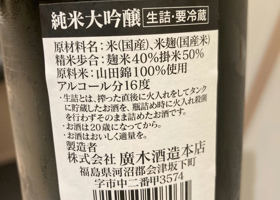 純米大吟醸 生詰・要冷蔵
原材料名：米（国産）、米麹（国産米）
精米歩合：麹米40%掛米50%
原料米：山田錦100%使用
アルコール分16度
・生詰とは、搾った直後に火入れをしてタンク
に貯蔵したお酒を、瓶詰め時に火入れ殺菌
を行わずそのまま詰めたお酒です。
・お酒は20歳になってから。
・お酒はおいしく適量を。
製造者
株式会社 廣木酒造本店
福島県河沼郡会津坂下町
字市中二番甲3574